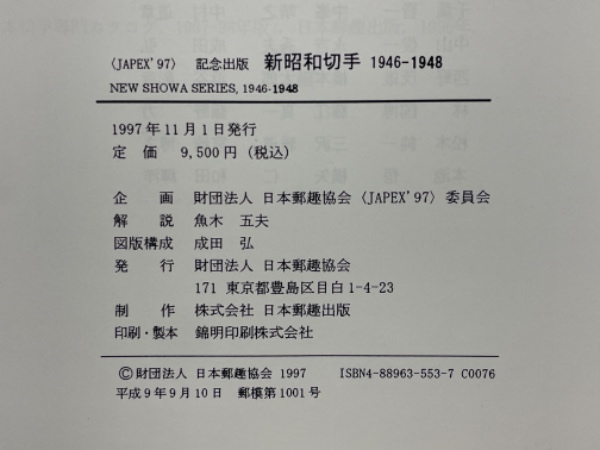 〈JAPEX'97〉 記念出版 新昭和切手 1946-1948
NEW SHOWA SERIES, 1946-1948
1997年11月1日発行
定 価 9,500円（税込）
企 画 財団法人 日本郵趣協会〈JAPEX'97〉委員会
解 説 魚木 五夫
図版構成 成田 弘
発 行 財団法人 日本郵趣協会
171 東京都豊島区目白1-4-23
制 作 株式会社 日本郵趣出版
印刷・製本 錦明印刷株式会社
©財団法人 日本郵趣協会 1997 ISBN4-88963-553-7 C0076
平成9年9月10日 郵模第1001号